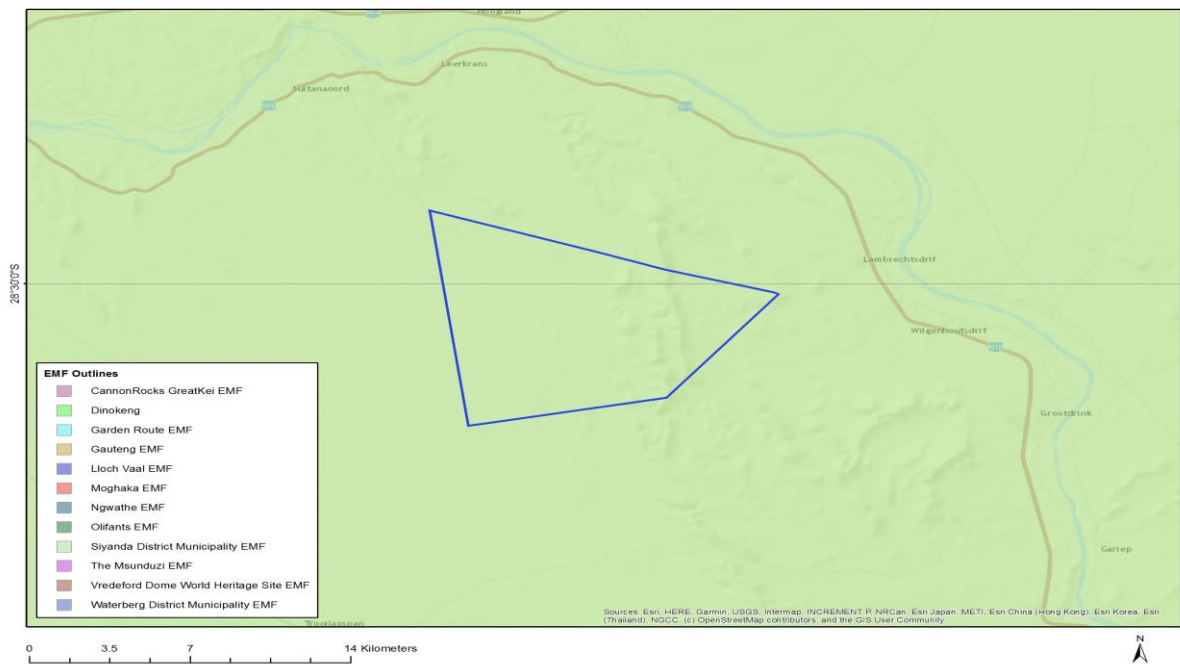 Leerkrans
Sultanaoord
28°30'0"S
Lambrechtsdrif
Wilgenhoutsdrif
Grootdrink
Gariep
EMF Outlines
CannonRocks GreatKei EMF
Dinokeng
Garden Route EMF
Gauteng EMF
Lloch Vaal EMF
Moghaka EMF
Ngwathe EMF
Olifants EMF
Siyanda District Municipality EMF
The Msunduzi EMF
Vredeford Dome World Heritage Site EMF
Waterberg District Municipality EMF
Sources: Esri, HERE, Garmin, USGS, Intermap, INCREMENT P, NRCan, Esri Japan, METI, Esri China (Hong Kong), Esri Korea, Esri
(Thailand), NGCC, (c) OpenStreetMap contributors, and the GIS User Community
0 3.5 7 14 Kilometers
N